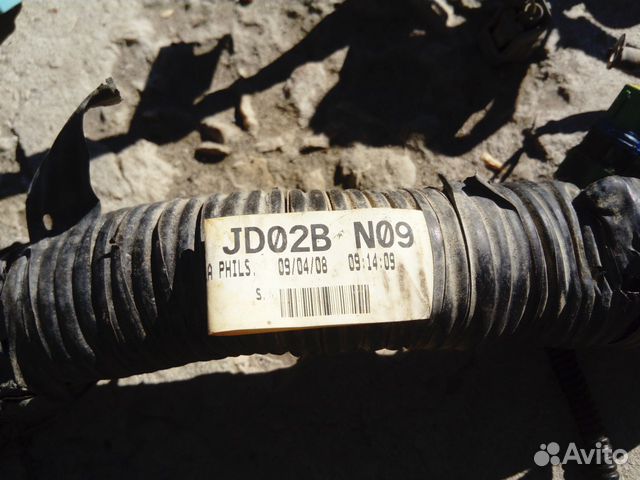 JD02B N09
A PHILS. 09/04/08 09:14:09
S.
Avito